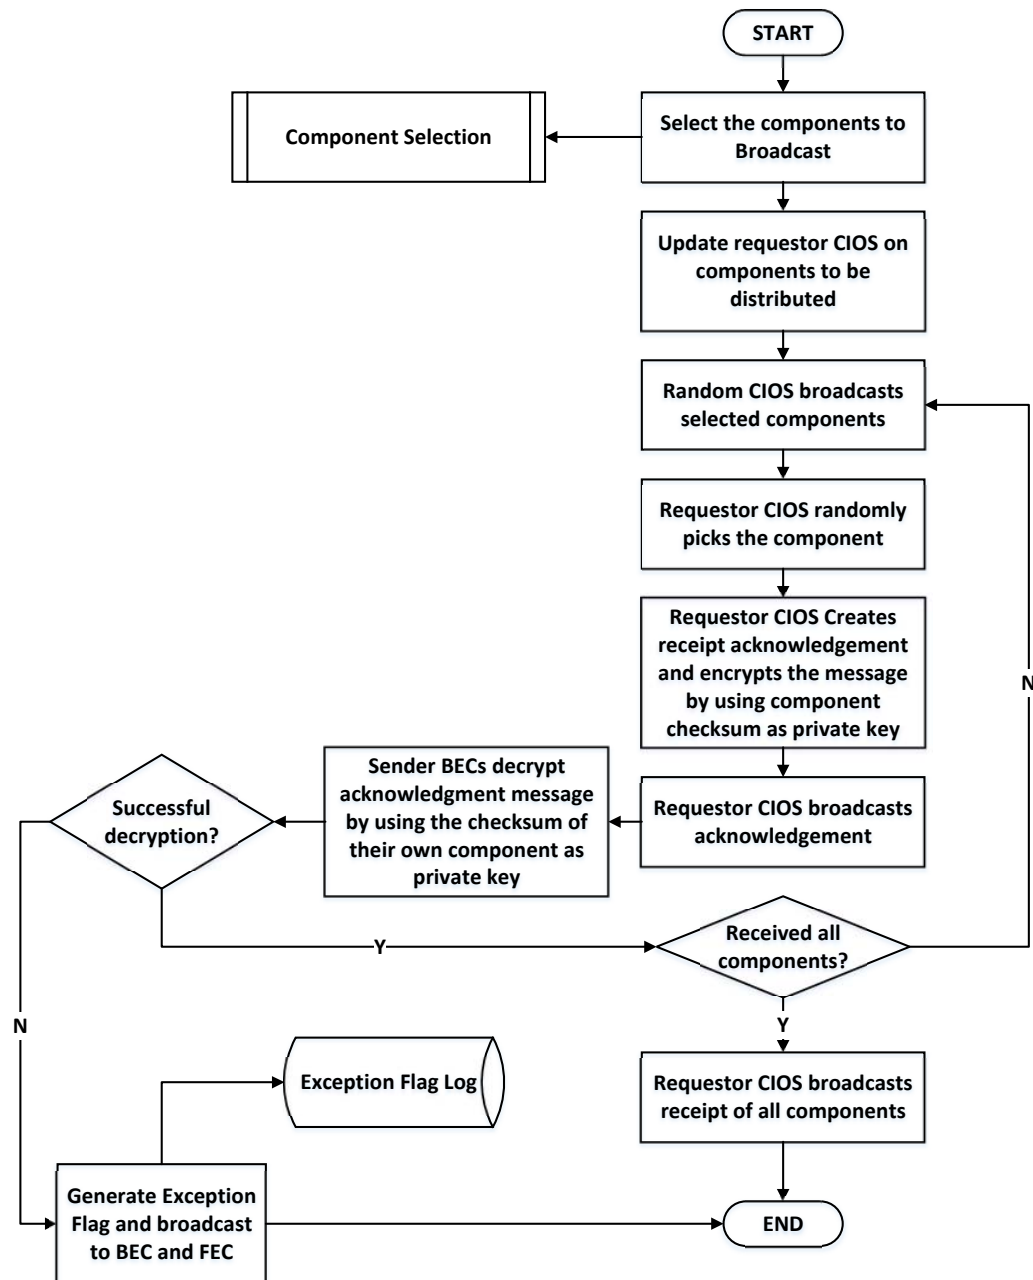 START
Component Selection
Select the components to
Broadcast
Update requestor CIOS on
components to be
distributed
Random CIOS broadcasts
selected components
Requestor CIOS randomly
picks the component
Requestor CIOS Creates
receipt acknowledgement
and encrypts the message
by using component
checksum as private key
N
Successful
decryption?
Sender BECs decrypt
acknowledgment message
by using the checksum of
their own component as
private key
Requestor CIOS broadcasts
acknowledgement
Y
Received all
components?
N
Y
Exception Flag Log
Requestor CIOS broadcasts
receipt of all components
Generate Exception
Flag and broadcast
to BEC and FEC
END